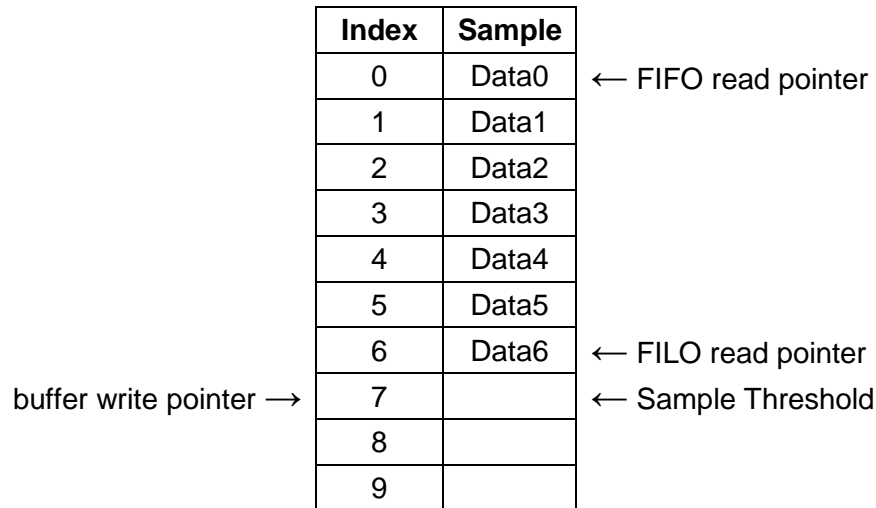 Index Sample
0 Data0 ← FIFO read pointer
1 Data1
2 Data2
3 Data3
4 Data4
5 Data5
6 Data6 ← FILO read pointer
buffer write pointer → 7 ← Sample Threshold
8
9